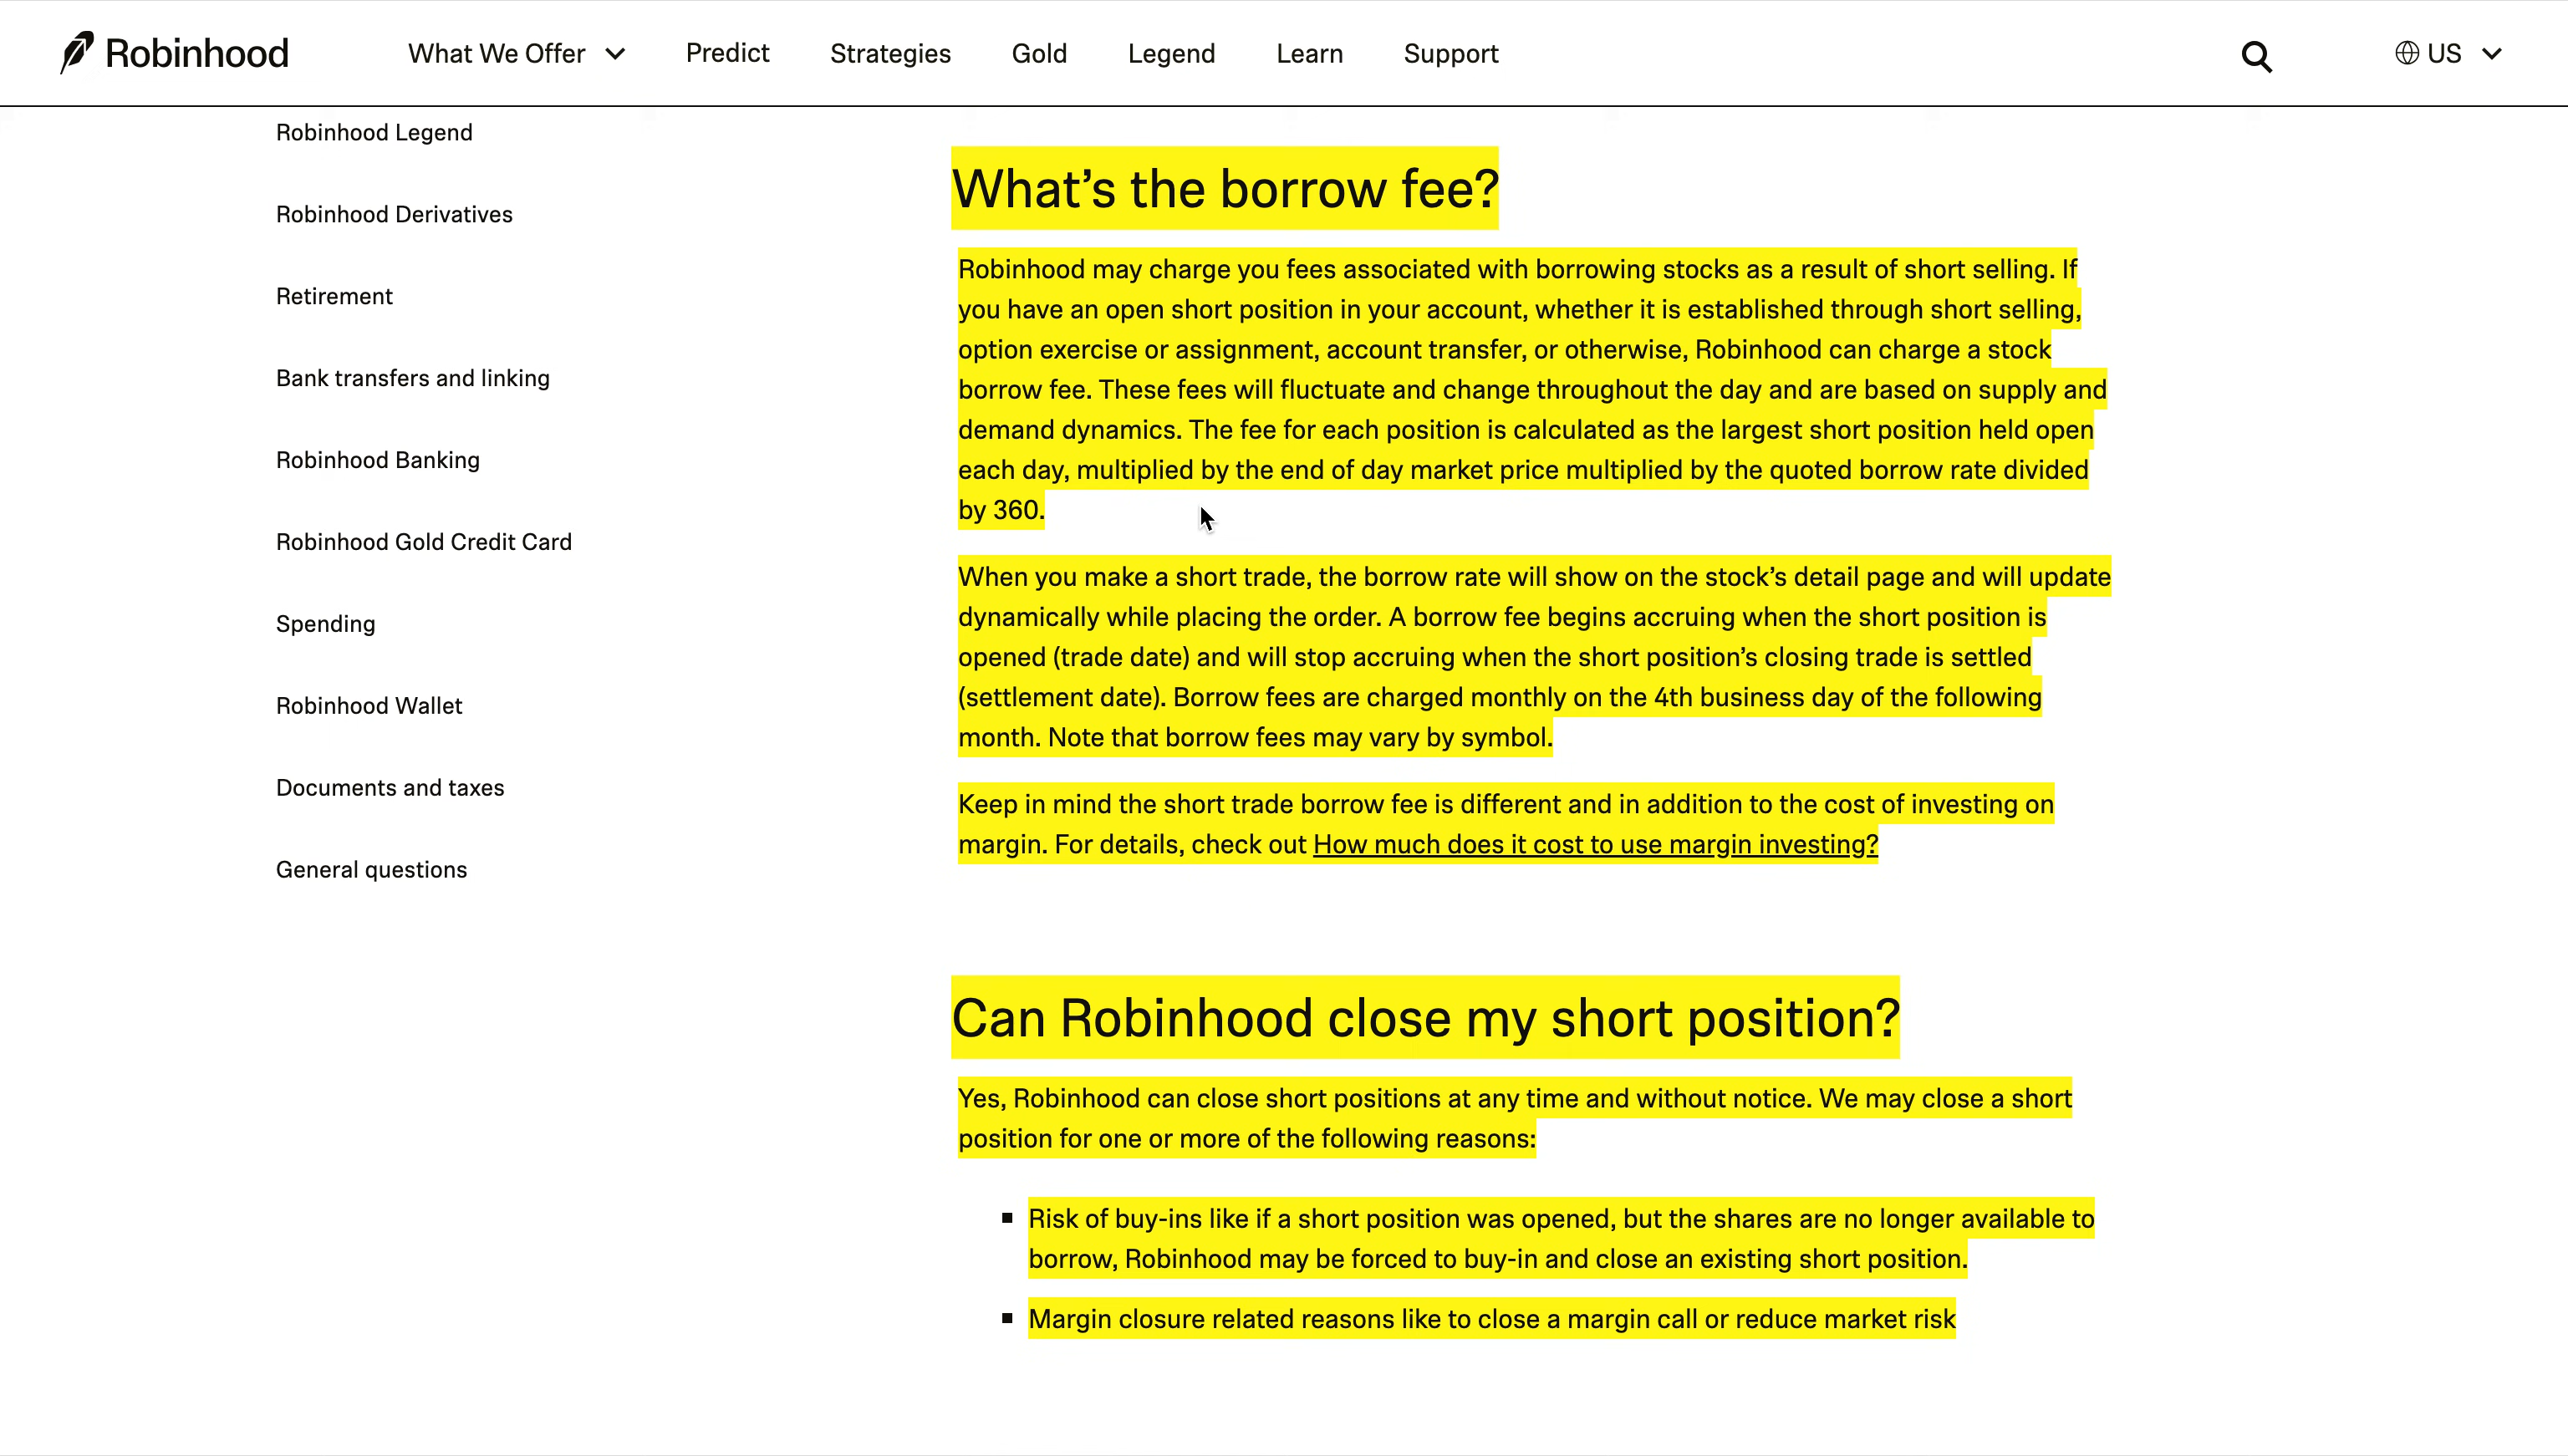 Robinhood
What We Offer
Predict
Strategies
Gold
Legend
Learn
Support
US
Robinhood Legend
Robinhood Derivatives
Retirement
Bank transfers and linking
Robinhood Banking
Robinhood Gold Credit Card
Spending
Robinhood Wallet
Documents and taxes
General questions
What’s the borrow fee?
Robinhood may charge you fees associated with borrowing stocks as a result of short selling. If
you have an open short position in your account, whether it is established through short selling,
option exercise or assignment, account transfer, or otherwise, Robinhood can charge a stock
borrow fee. These fees will fluctuate and change throughout the day and are based on supply and
demand dynamics. The fee for each position is calculated as the largest short position held open
each day, multiplied by the end of day market price multiplied by the quoted borrow rate divided
by 360.
When you make a short trade, the borrow rate will show on the stock’s detail page and will update
dynamically while placing the order. A borrow fee begins accruing when the short position is
opened (trade date) and will stop accruing when the short position’s closing trade is settled
(settlement date). Borrow fees are charged monthly on the 4th business day of the following
month. Note that borrow fees may vary by symbol.
Keep in mind the short trade borrow fee is different and in addition to the cost of investing on
margin. For details, check out How much does it cost to use margin investing?
Can Robinhood close my short position?
Yes, Robinhood can close short positions at any time and without notice. We may close a short
position for one or more of the following reasons:
Risk of buy-ins like if a short position was opened, but the shares are no longer available to
borrow, Robinhood may be forced to buy-in and close an existing short position.
Margin closure related reasons like to close a margin call or reduce market risk